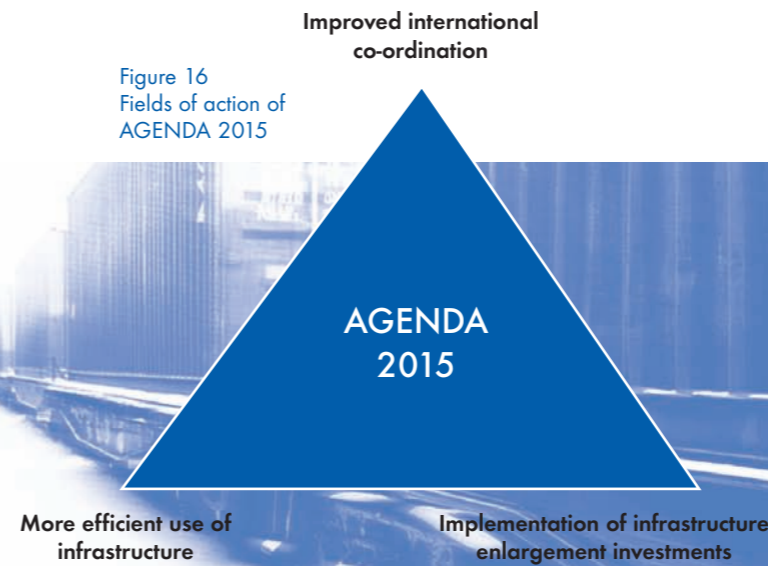 Improved international
co-ordination
Figure 16
Fields of action of
AGENDA 2015
AGENDA
2015
More efficient use of
infrastructure
Implementation of infrastructure
enlargement investments